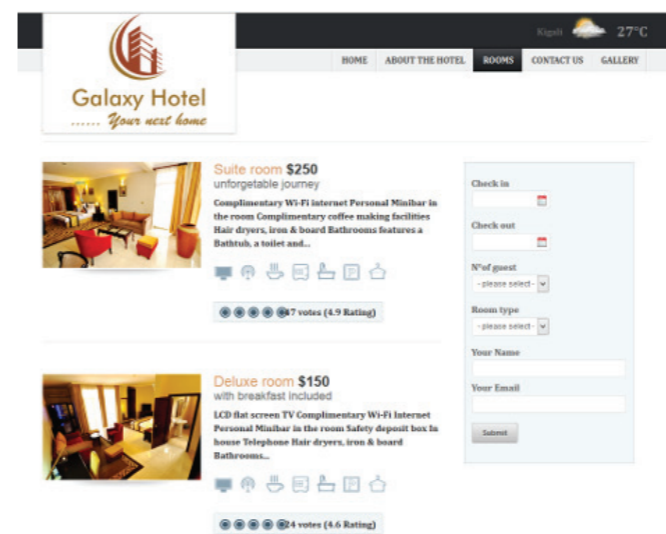 Kigali 27°C
HOME ABOUT THE HOTEL ROOMS CONTACT US GALLERY
Galaxy Hotel
...... Your next home
Suite room $250
unforgetable journey
Complimentary Wi-Fi internet Personal Minibar in
the room Complimentary coffee making facilities
Hair dryers, iron & board Bathrooms features a
Bathtub, a toilet and...
47 votes (4.9 Rating)
Deluxe room $150
with breakfast included
LCD flat screen TV Complimentary Wi-Fi Internet
Personal Minibar in the room Safety deposit box In
house Telephone Hair dryers, iron & board
Bathrooms...
24 votes (4.6 Rating)
Check in
Check out
N°of guest
- please select -
Room type
- please select -
Your Name
Your Email
Submit